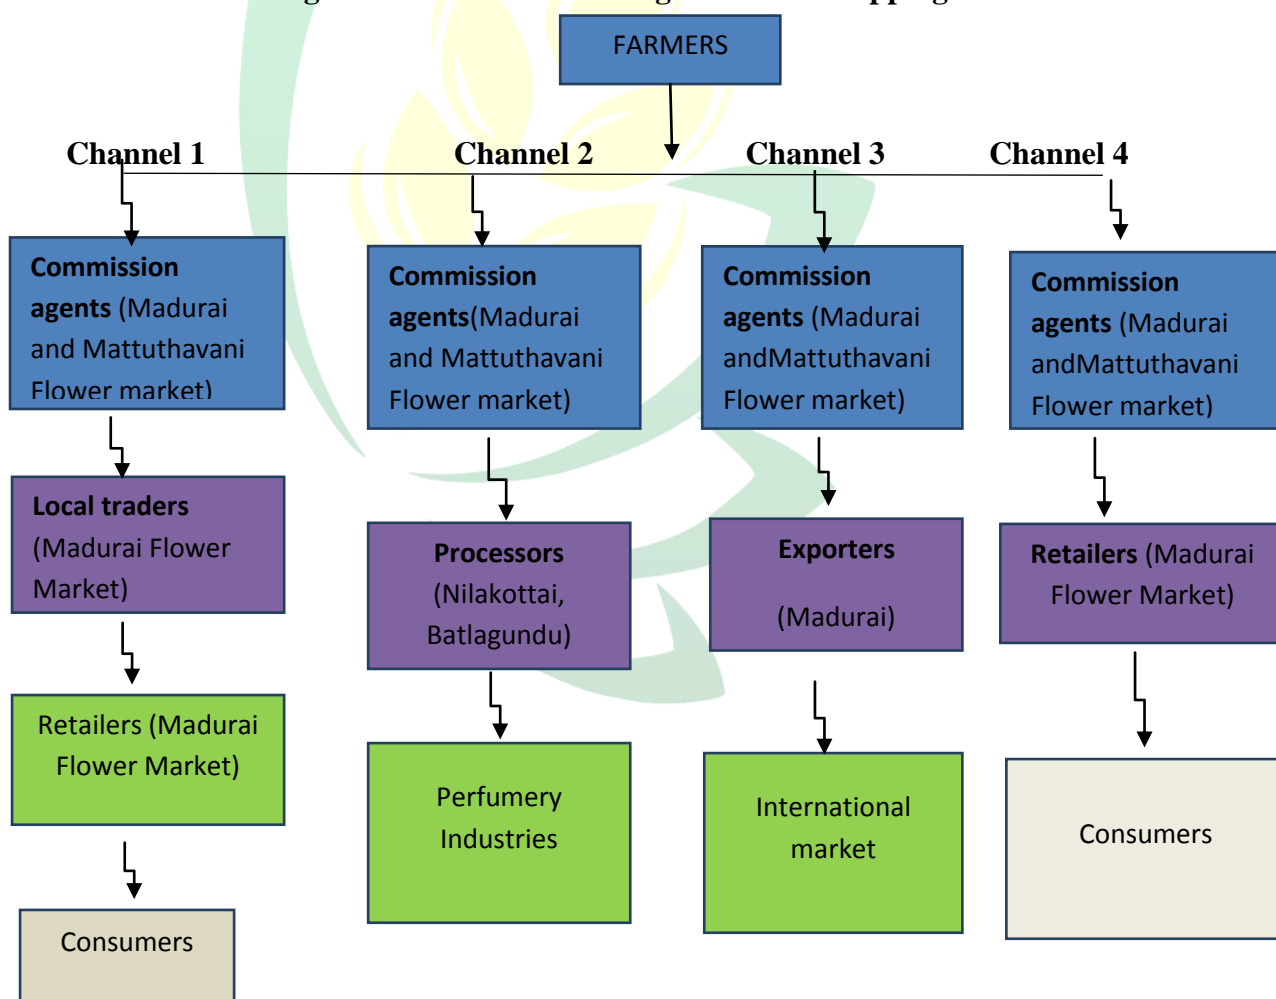 FARMERS
Channel 1
Channel 2
Channel 3
Channel 4
Commission
agents (Madurai
and Mattuthavani
Flower market)
Commission
agents(Madurai
and Mattuthavani
Flower market)
Commission
agents (Madurai
andMattuthavani
Flower market)
Commission
agents (Madurai
andMattuthavani
Flower market)
Local traders
(Madurai Flower
Market)
Processors
(Nilakottai,
Batlagundu)
Exporters
(Madurai)
Retailers (Madurai
Flower Market)
Retailers (Madurai
Flower Market)
Perfumery
Industries
International
market
Consumers
Consumers